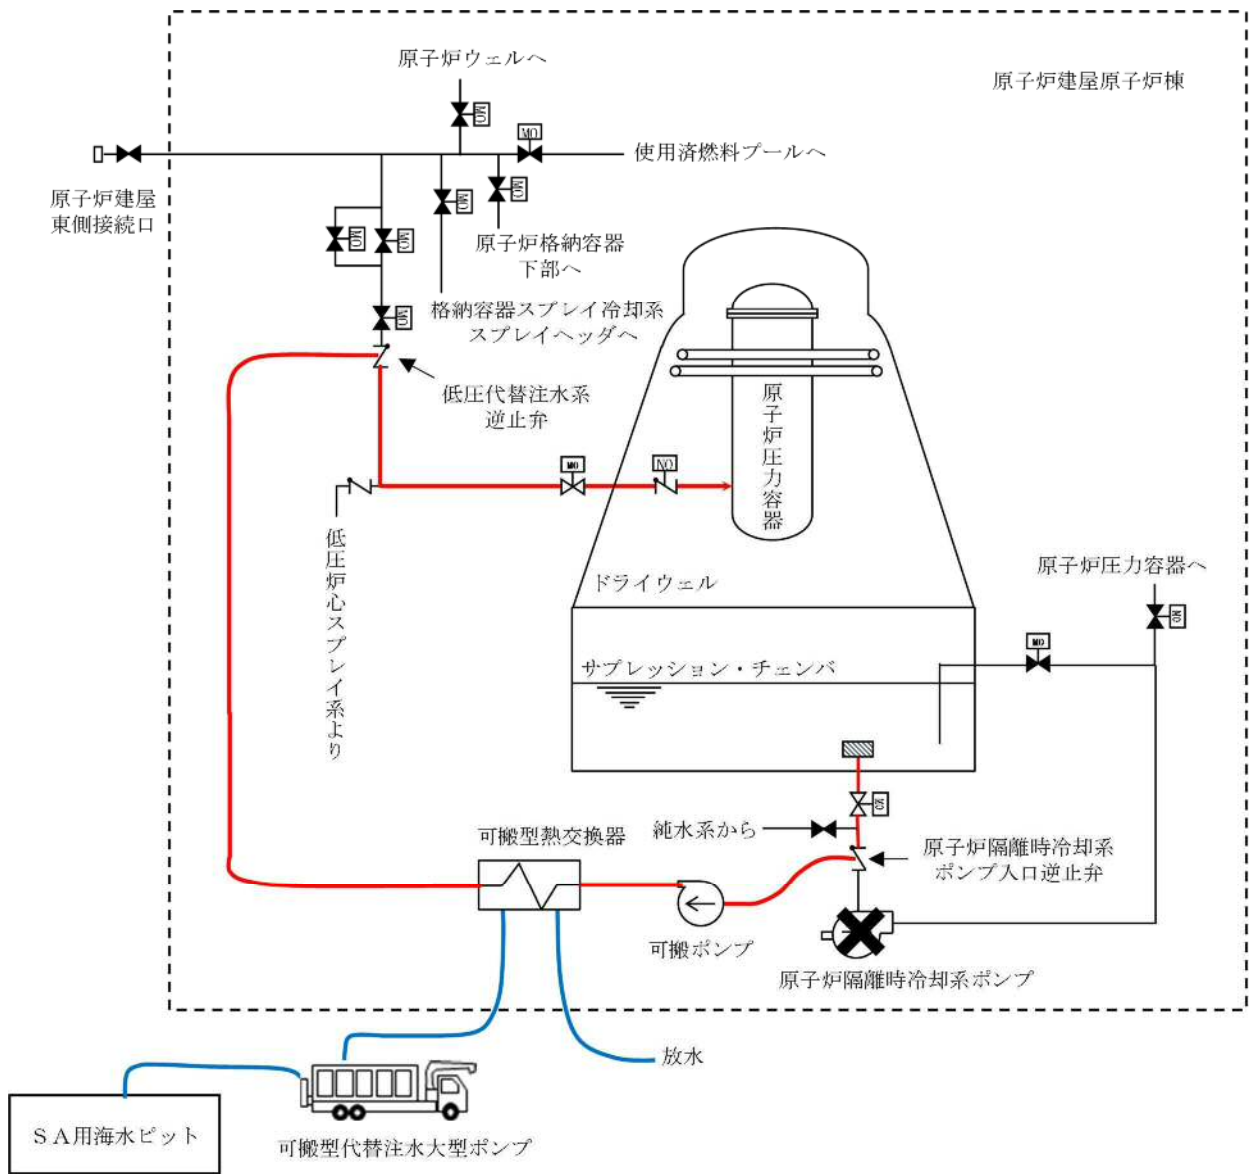 原子炉ウェルへ
原子炉建屋原子炉棟
MO
MO
使用済燃料プールへ
原子炉建屋
東側接続口
MO
MO
MO
MO
原子炉格納容器
下部へ
格納容器スプレイ冷却系
スプレイヘッダへ
MO
低圧代替注水系
逆止弁
原子炉圧力容器
MO
NO
低圧炉心スプレイ系より
ドライウェル
原子炉圧力容器へ
MO
MO
サプレッション・チェンバ
MO
純水系から
可搬型熱交換器
原子炉隔離時冷却系
ポンプ入口逆止弁
可搬ポンプ
原子炉隔離時冷却系ポンプ
放水
SA用海水ピット
可搬型代替注水大型ポンプ